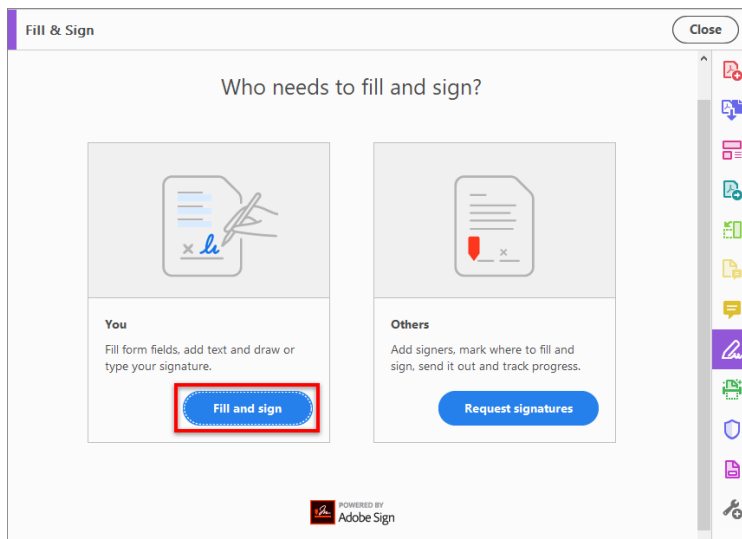 Fill & Sign
Close
Who needs to fill and sign?
You
Fill form fields, add text and draw or
type your signature.
Fill and sign
Others
Add signers, mark where to fill and
sign, send it out and track progress.
Request signatures
POWERED BY
Adobe Sign